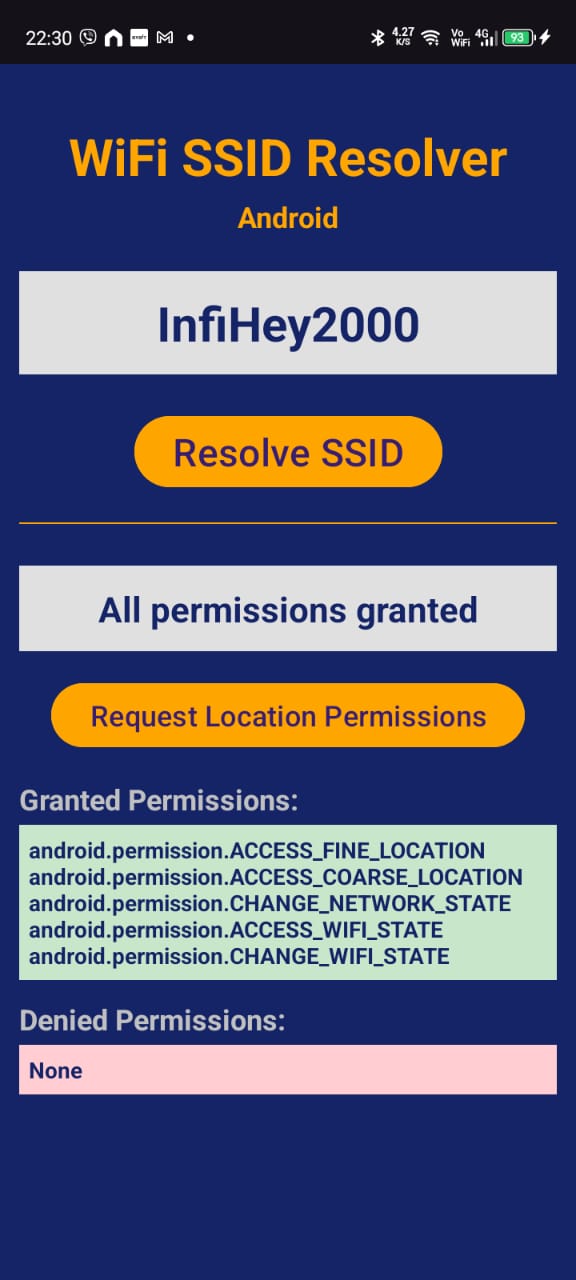 22:30
4.27
K/S
Vo
WiFi
4G
93
WiFi SSID Resolver
Android
InfiHey2000
Resolve SSID
All permissions granted
Request Location Permissions
Granted Permissions:
android.permission.ACCESS_FINE_LOCATION
android.permission.ACCESS_COARSE_LOCATION
android.permission.CHANGE_NETWORK_STATE
android.permission.ACCESS_WIFI_STATE
android.permission.CHANGE_WIFI_STATE
Denied Permissions:
None